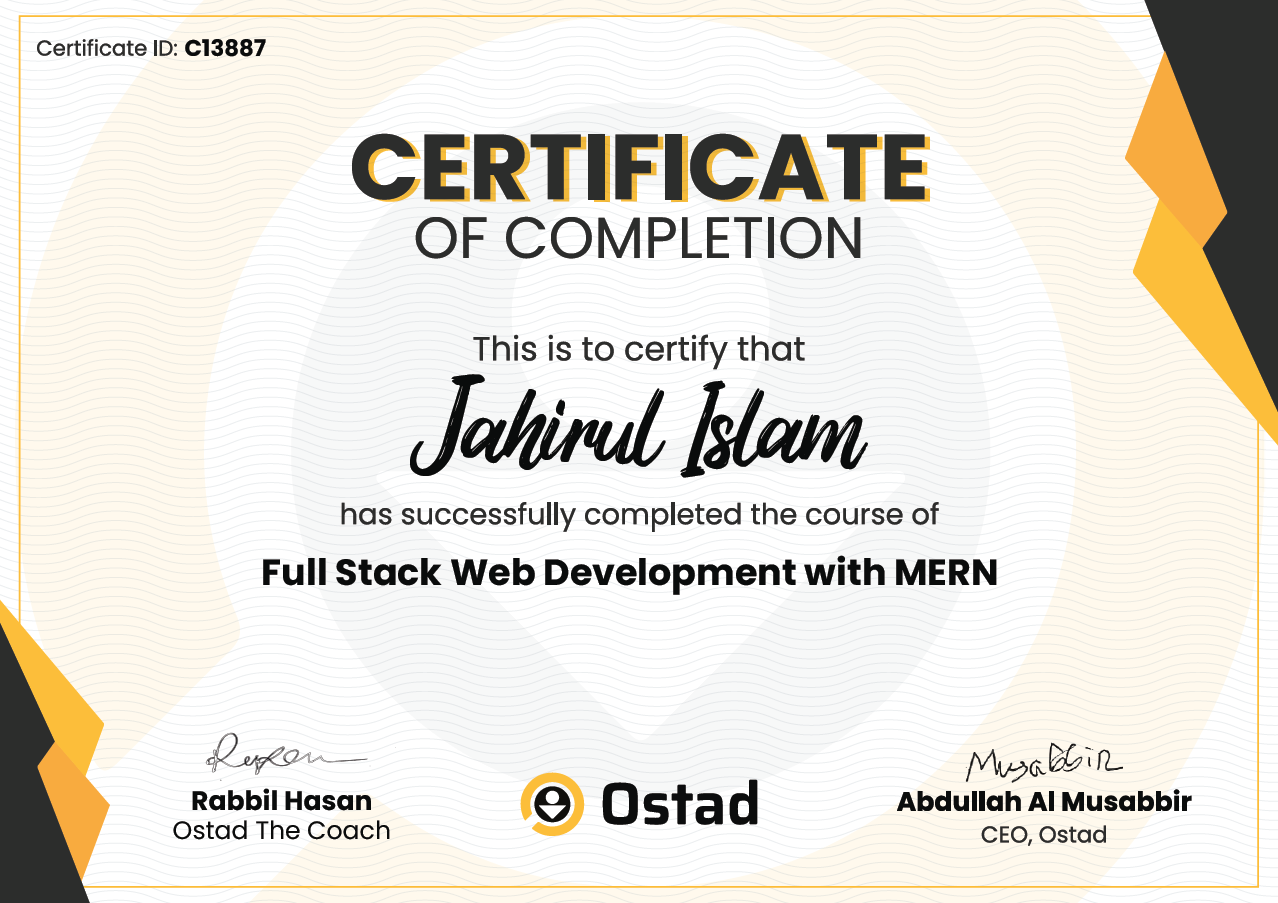 Certificate ID: C13887
CERTIFICATE
OF COMPLETION
This is to certify that
Jahirul Islam
has successfully completed the course of
Full Stack Web Development with MERN
Musabbir
Rabbil Hasan
Ostad The Coach
Ostad
Abdullah Al Musabbir
CEO, Ostad